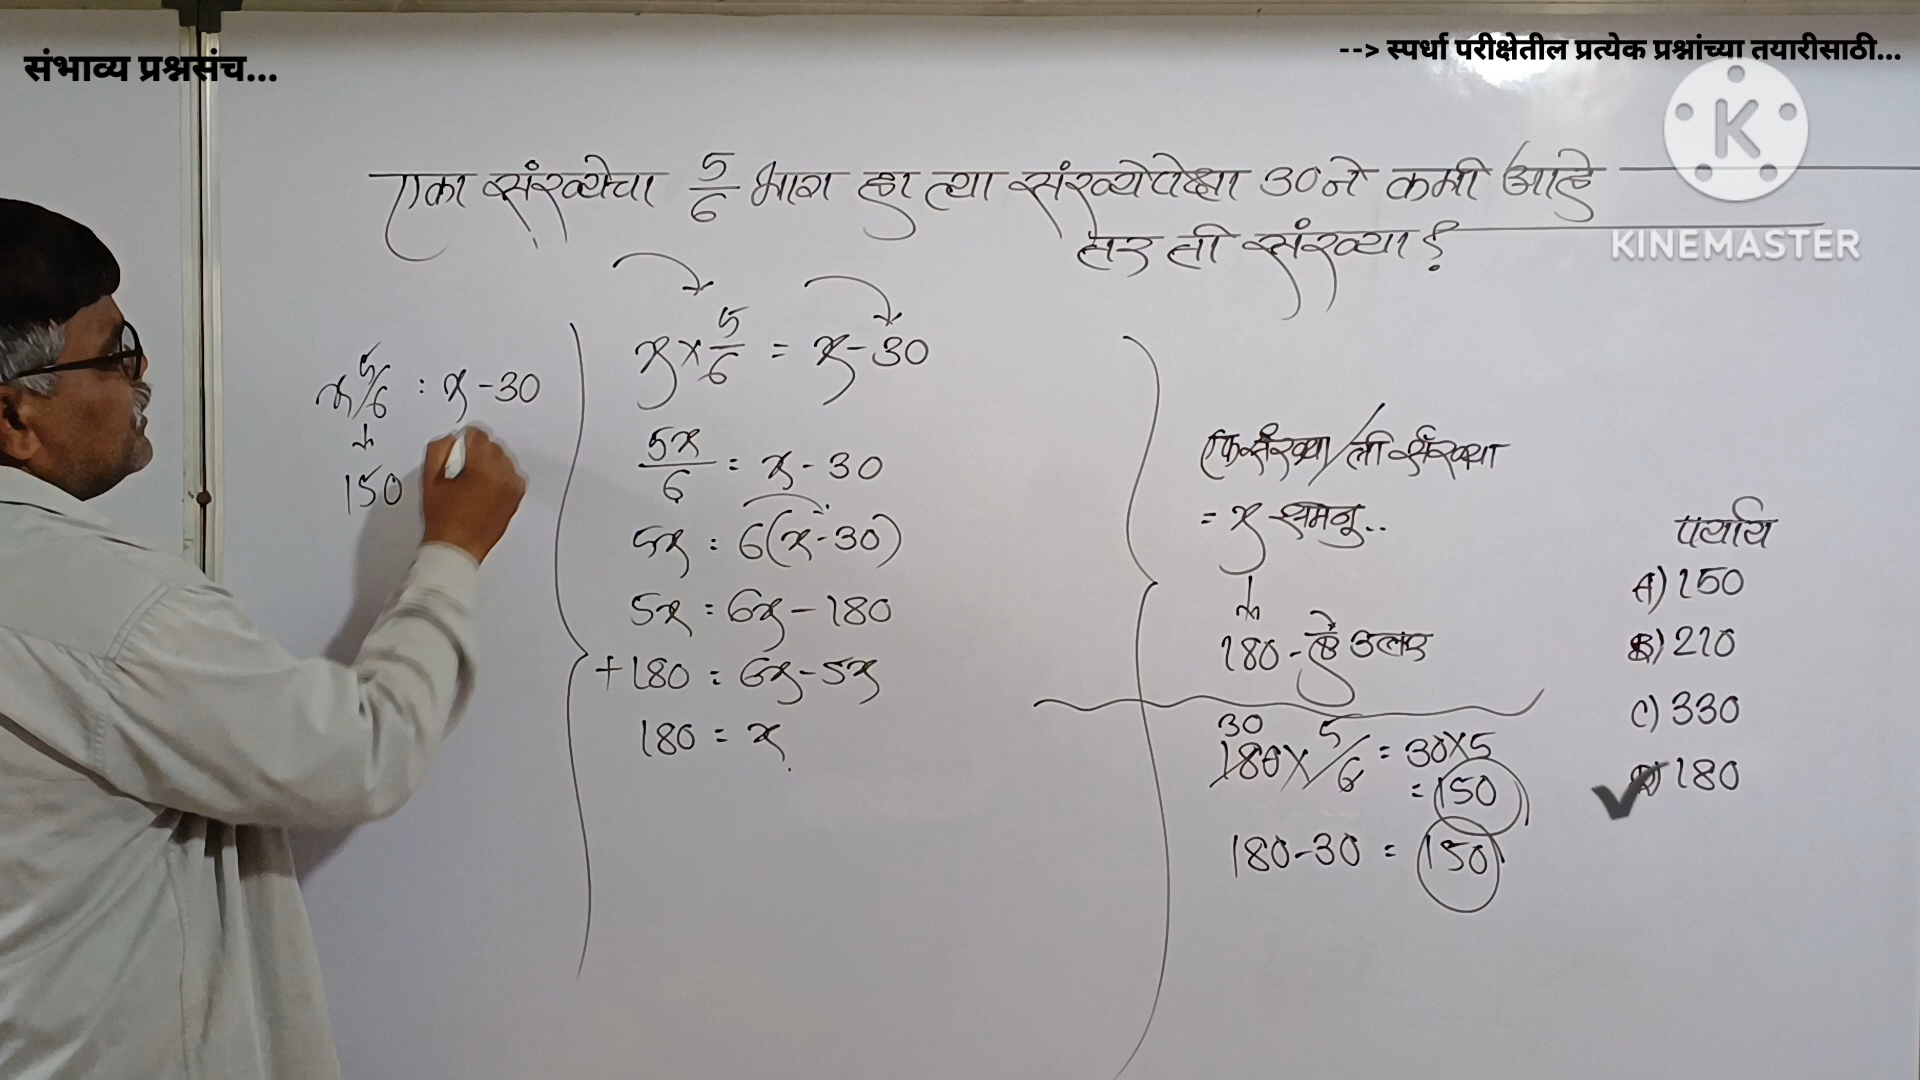 संभाव्य प्रश्नसंच...
--> स्पर्धा परीक्षेतील प्रत्येक प्रश्नांच्या तयारीसाठी...
K
KINEMASTER
एका संख्येचा 5/6 भाग हा त्या संख्येपेक्षा 30ने कमी आहे
तर ती संख्या?
x 5/6 = x - 30
150
x × 5/6 = x - 30
5x/6 = x - 30
5x = 6(x - 30)
5x = 6x - 180
+180 = 6x - 5x
180 = x.
एक संख्या/ती संख्या
= x समजू..
180 - हे उत्तर
30
180 × 5/6 = 30×5
= 150
180-30 = 150
पर्याय
A) 150
B) 210
C) 330
D) 180